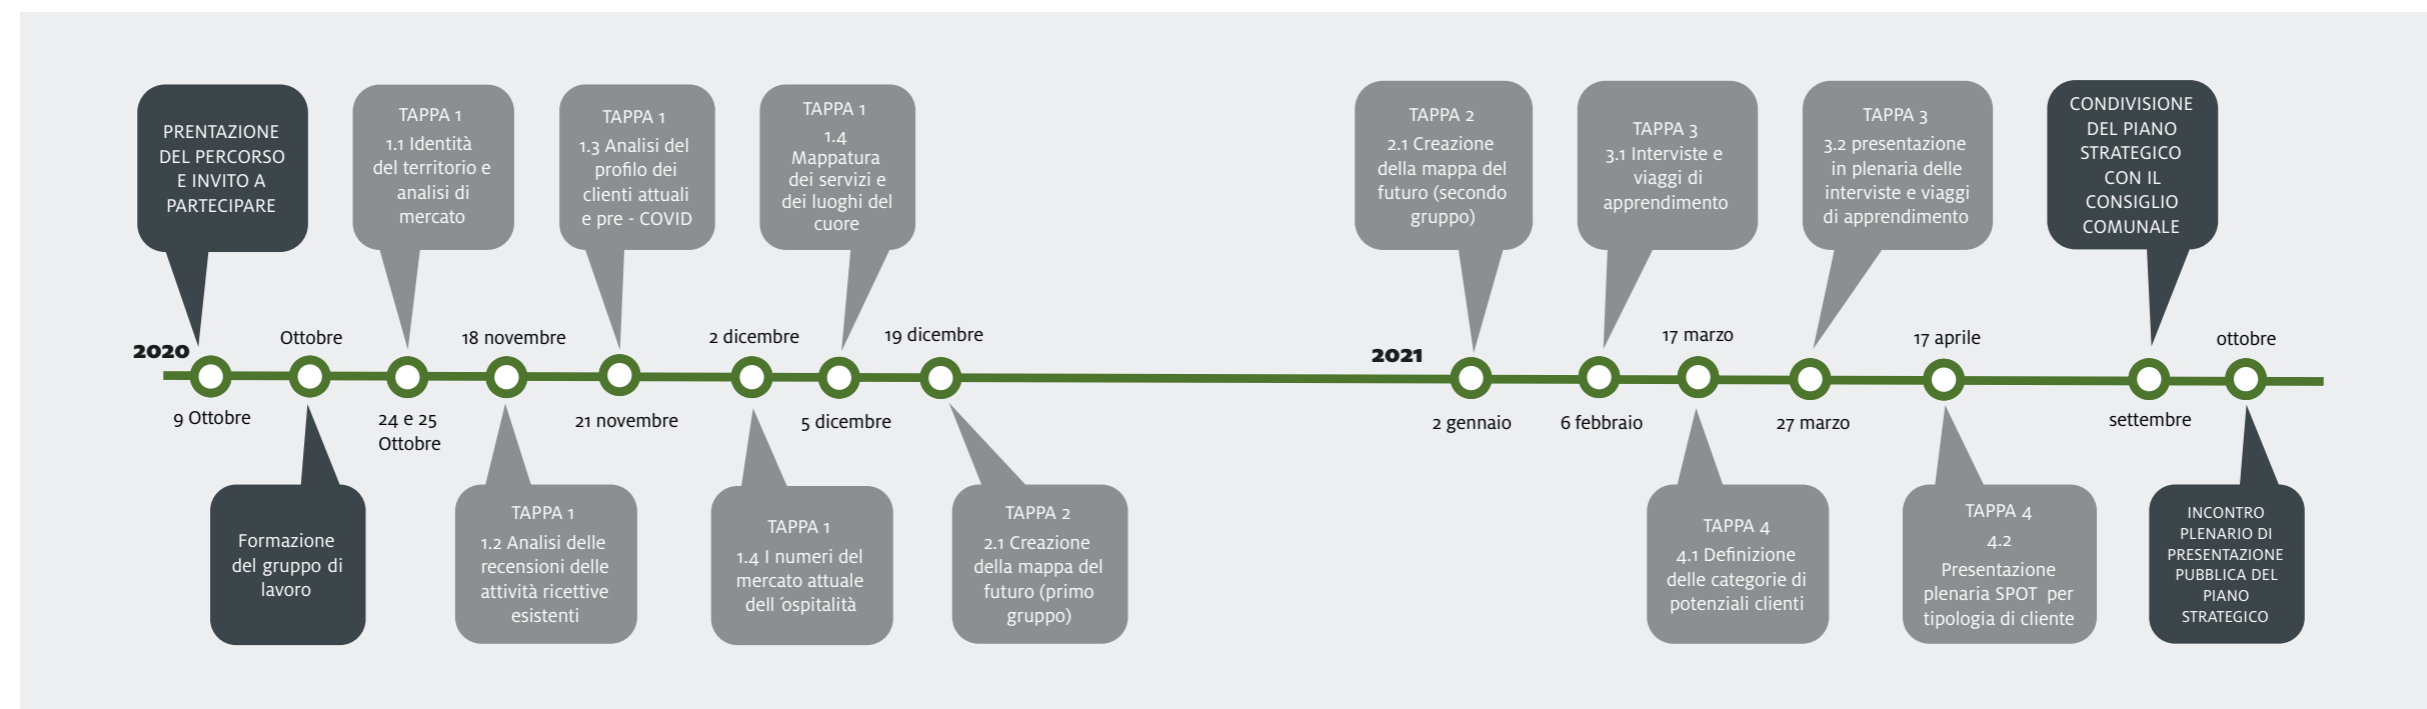 PRENTAZIONE
DEL PERCORSO
E INVITO A
PARTECIPARE
TAPPA 1
1.1 Identità
del territorio e
analisi di
mercato
TAPPA 1
1.3 Analisi del
profilo dei
clienti attuali
e pre - COVID
TAPPA 1
1.4
Mappatura
dei servizi e
dei luoghi del
cuore
TAPPA 2
2.1 Creazione
della mappa del
futuro (secondo
gruppo)
TAPPA 3
3.1 Interviste e
viaggi di
apprendimento
TAPPA 3
3.2 presentazione
in plenaria delle
interviste e viaggi
di apprendimento
CONDIVISIONE
DEL PIANO
STRATEGICO
CON IL
CONSIGLIO
COMUNALE
2020
Ottobre
18 novembre
2 dicembre
19 dicembre
2021
17 marzo
17 aprile
ottobre
9 Ottobre
24 e 25
Ottobre
21 novembre
5 dicembre
2 gennaio
6 febbraio
27 marzo
settembre
Formazione
del gruppo di
lavoro
TAPPA 1
1.2 Analisi delle
recensioni delle
attività ricettive
esistenti
TAPPA 1
1.4 I numeri del
mercato attuale
dell ´ospitalità
TAPPA 2
2.1 Creazione
della mappa del
futuro (primo
gruppo)
TAPPA 4
4.1 Definizione
delle categorie di
potenziali clienti
TAPPA 4
4.2
Presentazione
plenaria SPOT per
tipologia di cliente
INCONTRO
PLENARIO DI
PRESENTAZIONE
PUBBLICA DEL
PIANO
STRATEGICO